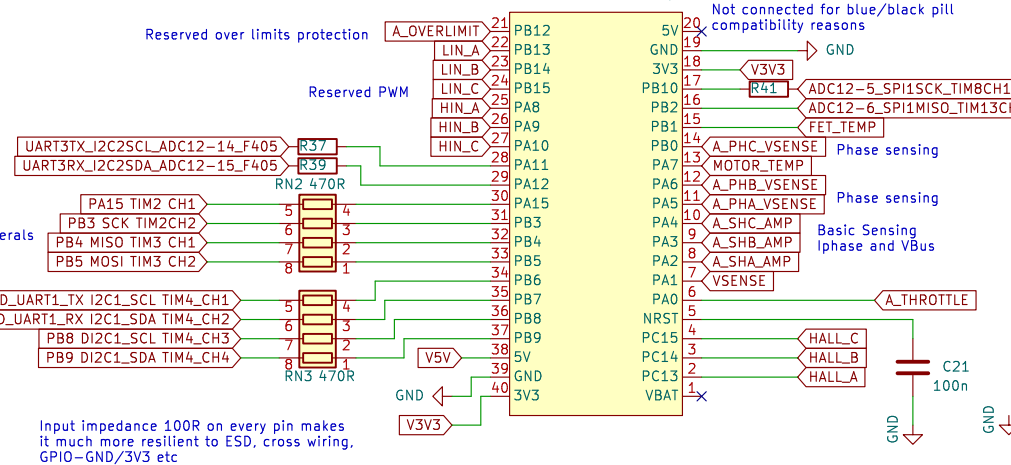 Not connected for blue/black pill
compatibility reasons
Reserved over limits protection
A_OVERLIMIT 21 PB12 5V 20
LIN_A 22 PB13 GND 19 GND
LIN_B 23 PB14 3V3 18 V3V3
LIN_C 24 PB15 PB10 17 R41 ADC12-5_SPI1SCK_TIM8CH1
Reserved PWM
HIN_A 25 PA8 PB2 16 ADC12-6_SPI1MISO_TIM13CH
HIN_B 26 PA9 PB1 15 FET_TEMP
HIN_C 27 PA10 PB0 14 A_PHC_VSENSE Phase sensing
UART3TX_I2C2SCL_ADC12-14_F405 R37 28 PA11 PA7 13 MOTOR_TEMP
UART3RX_I2C2SDA_ADC12-15_F405 R39 29 PA12 PA6 12 A_PHB_VSENSE
RN2 470R
PA15 TIM2 CH1 5 4 30 PA15 PA5 11 A_PHA_VSENSE Phase sensing
PB3 SCK TIM2CH2 6 3 31 PB3 PA4 10 A_SHC_AMP
erals
PB4 MISO TIM3 CH1 7 2 32 PB4 PA3 9 A_SHB_AMP
Basic Sensing
Iphase and VBus
PB5 MOSI TIM3 CH2 8 1 33 PB5 PA2 8 A_SHA_AMP
34 PB6 PA1 7 VSENSE
D_UART1_TX I2C1_SCL TIM4_CH1 5 4 35 PB7 PA0 6 A_THROTTLE
D_UART1_RX I2C1_SDA TIM4_CH2 6 3 36 PB8 NRST 5
PB8 DI2C1_SCL TIM4_CH3 7 2 37 PB9 PC15 4 HALL_C
PB9 DI2C1_SDA TIM4_CH4 8 1 V5V 38 5V PC14 3 HALL_B
RN3 470R
39 GND PC13 2 HALL_A
C21
100n
GND 40 3V3 VBAT 1
V3V3
GND
GND
Input impedance 100R on every pin makes
it much more resilient to ESD, cross wiring,
GPIO-GND/3V3 etc